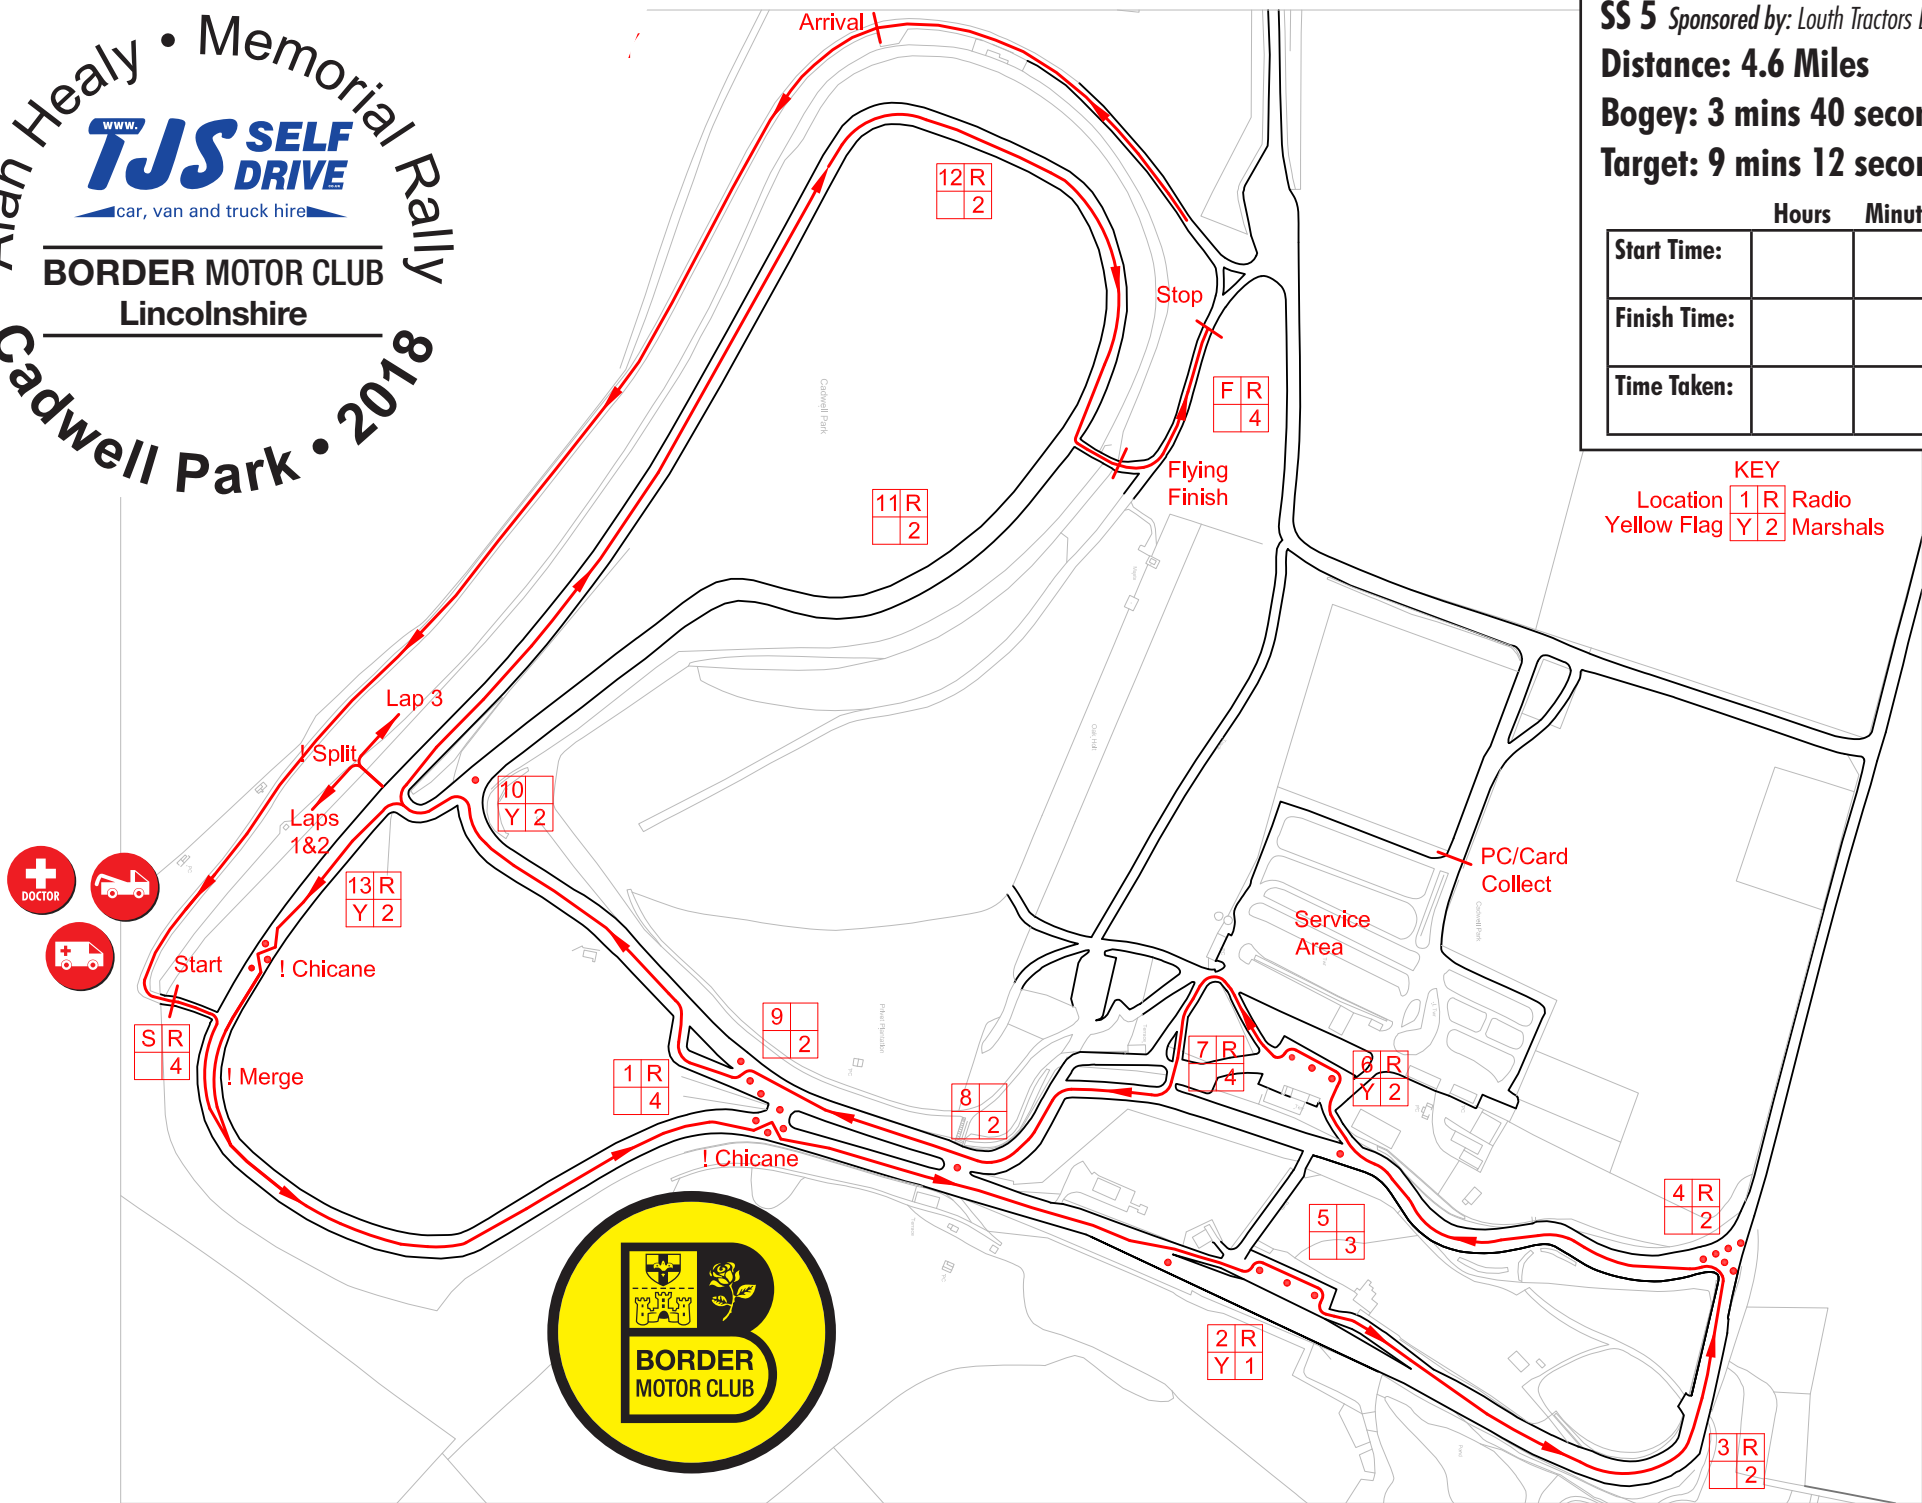 Alan Healy • Memorial Rally
www.
TJS SELF DRIVE
car, van and truck hire
BORDER MOTOR CLUB
Lincolnshire
Cadwell Park • 2018
SS 5 Sponsored by: Louth Tractors
Distance: 4.6 Miles
Bogey: 3 mins 40
Target: 9 mins 12
Hours
Start Time:
Finish Time:
Time Taken:
KEY
Location 1 R Radio
Yellow Flag Y 2 Marshals
Arrival
12 R
2
Stop
F R
4
Flying
Finish
Cadwell Park
11 R
2
Lap 3
! Split
Laps
1&2
10
Y 2
13 R
Y 2
DOCTOR
Start
! Chicane
S R
4
! Merge
PC/Card
Collect
Service
Area
Cadwell Park
9
2
1 R
4
8
2
7 R
4
6 R
Y 2
! Chicane
5
3
4 R
2
2 R
Y 1
3 R
2
BORDER
MOTOR CLUB